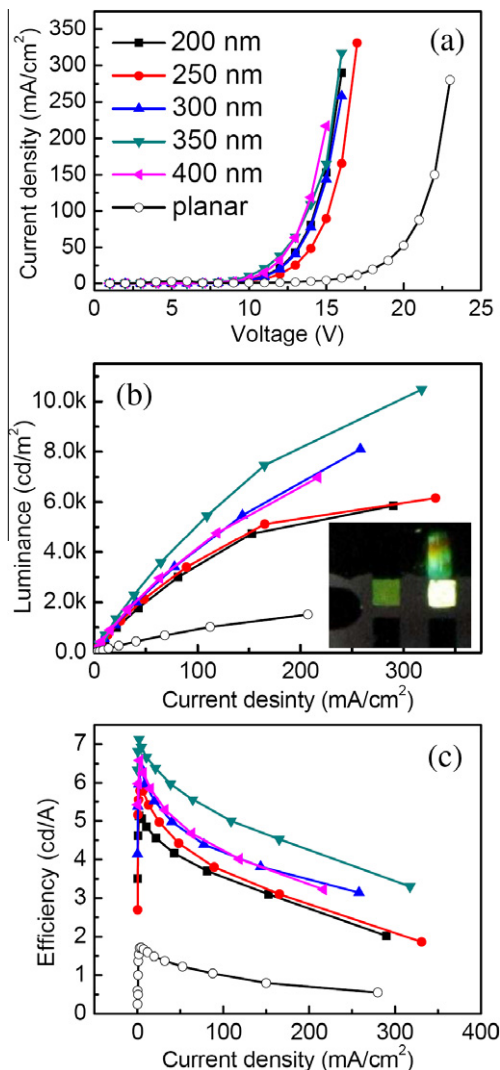 350
300
250
200
150
100
50
0
Current density (mA/cm²)
200 nm
250 nm
300 nm
350 nm
400 nm
planar
(a)
0 5 10 15 20 25
Voltage (V)
10.0k
8.0k
6.0k
4.0k
2.0k
0.0
Luminance (cd/m²)
(b)
0 100 200 300
Current desinty (mA/cm²)
7
6
5
4
3
2
1
0
Efficiency (cd/A)
(c)
0 100 200 300 400
Current density (mA/cm²)